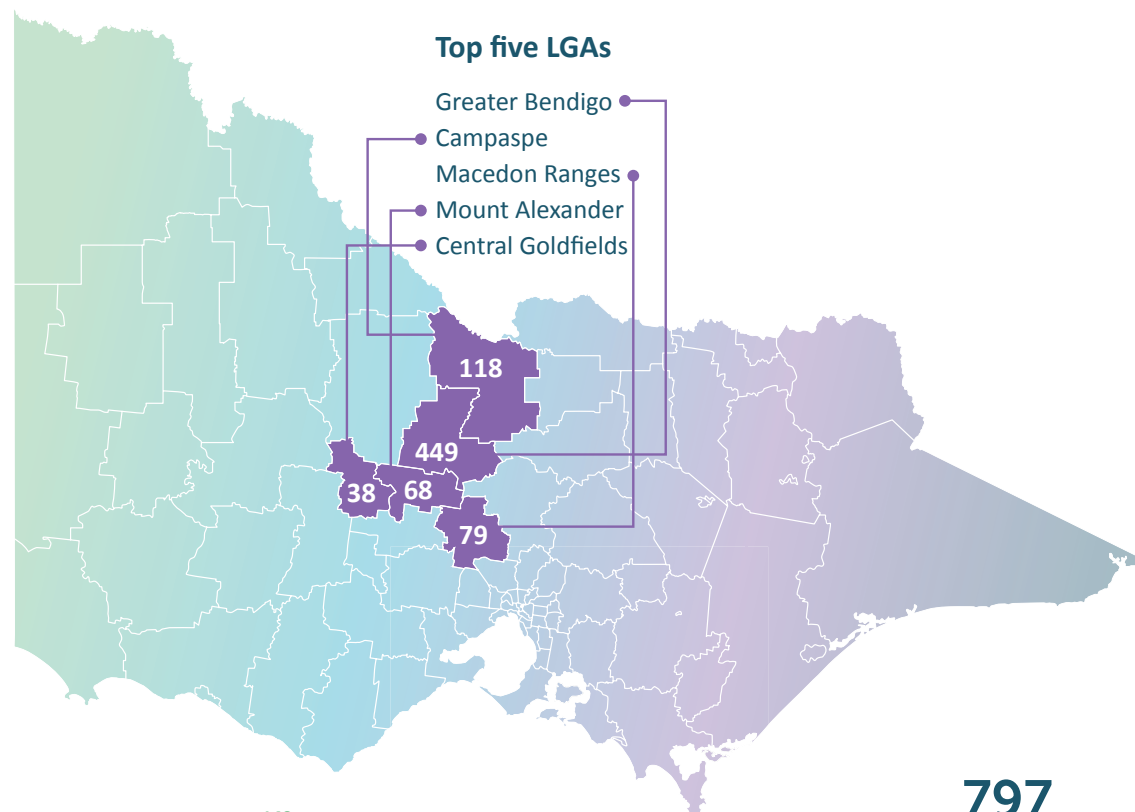 Top five LGAs
Greater Bendigo
Campaspe
Macedon Ranges
Mount Alexander
Central Goldfields
118
449
38
68
79
797